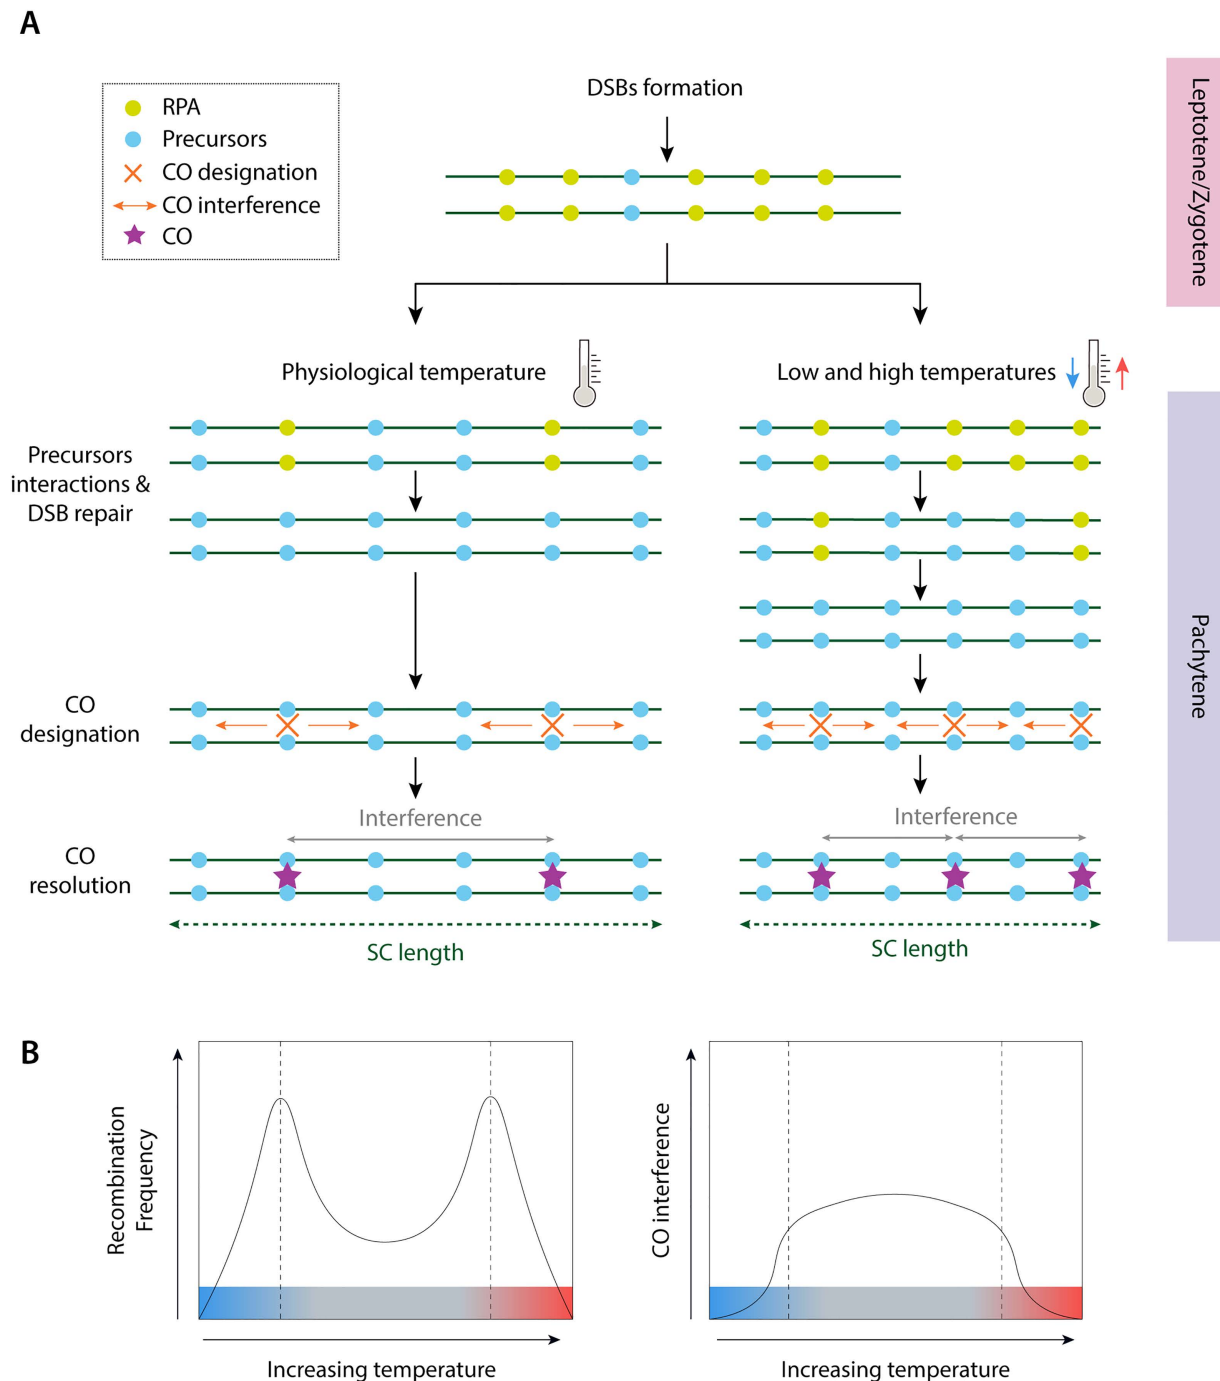 A
RPA
Precursors
CO designation
CO interference
CO
DSBs formation
Leptotene/Zygotene
Physiological temperature
Low and high temperatures
Precursors
interactions &
DSB repair
Pachytene
CO
designation
Interference
Interference
CO
resolution
SC length
SC length
B
Recombination
Frequency
Increasing temperature
CO interference
Increasing temperature